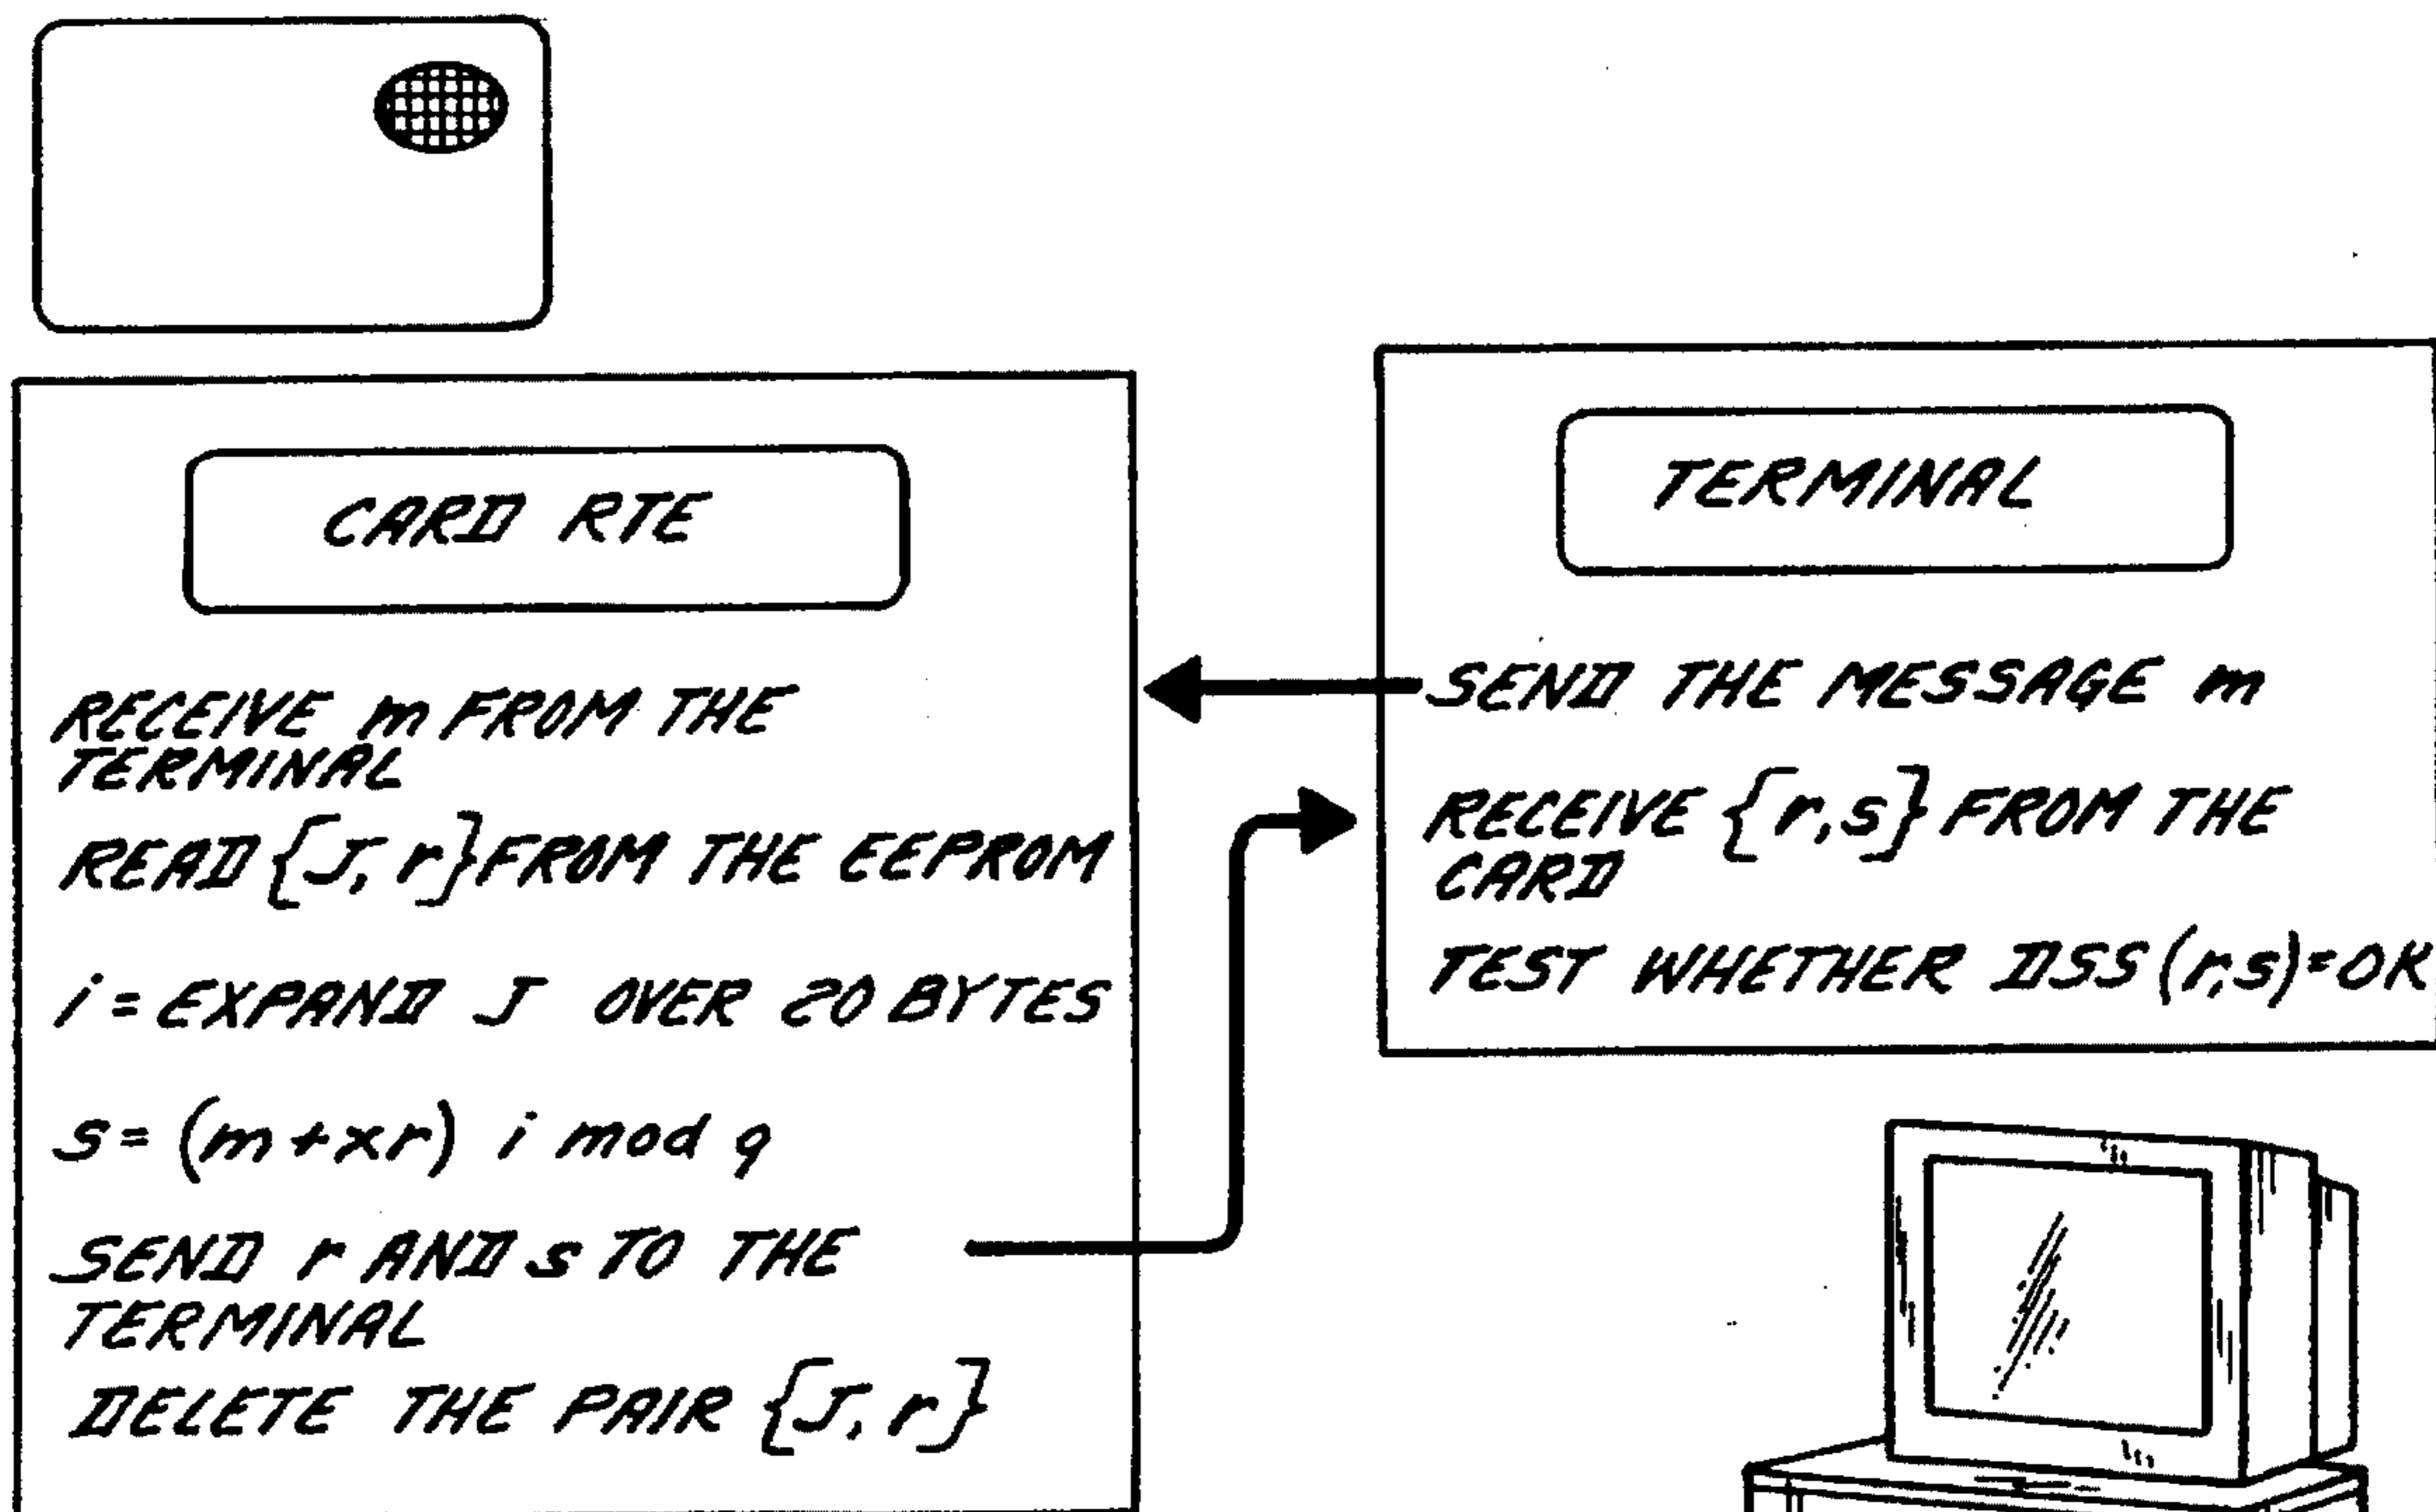 CARD RTE
RECEIVE m FROM THE
TERMINAL
READ {J, r} FROM THE EEPROM
i = EXPAND J OVER 20 BYTES
s = (m + xr) i mod q
SEND r AND s TO THE
TERMINAL
DELETE THE PAIR {J, r}
TERMINAL
SEND THE MESSAGE m
RECEIVE {r,s} FROM THE
CARD
TEST WHETHER DSS (r,s)=OK